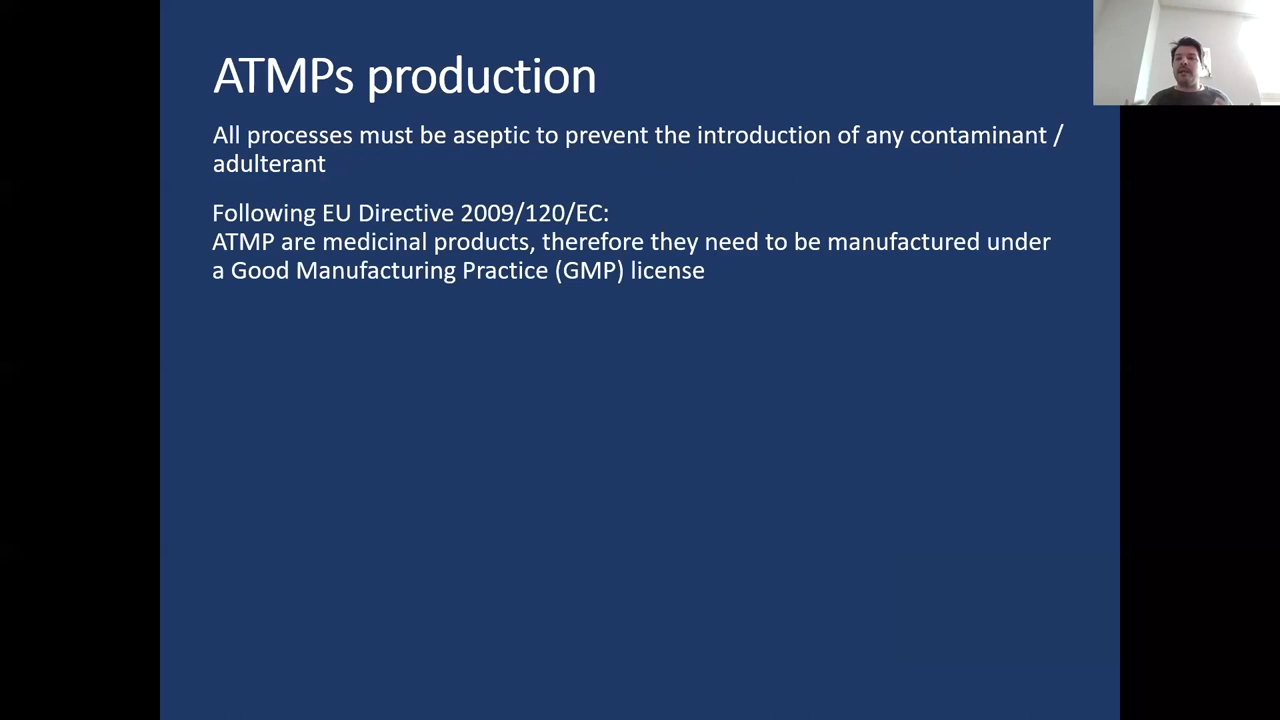 ATMPs production
All processes must be aseptic to prevent the introduction of any contaminant /
adulterant
Following EU Directive 2009/120/EC:
ATMP are medicinal products, therefore they need to be manufactured under
a Good Manufacturing Practice (GMP) license